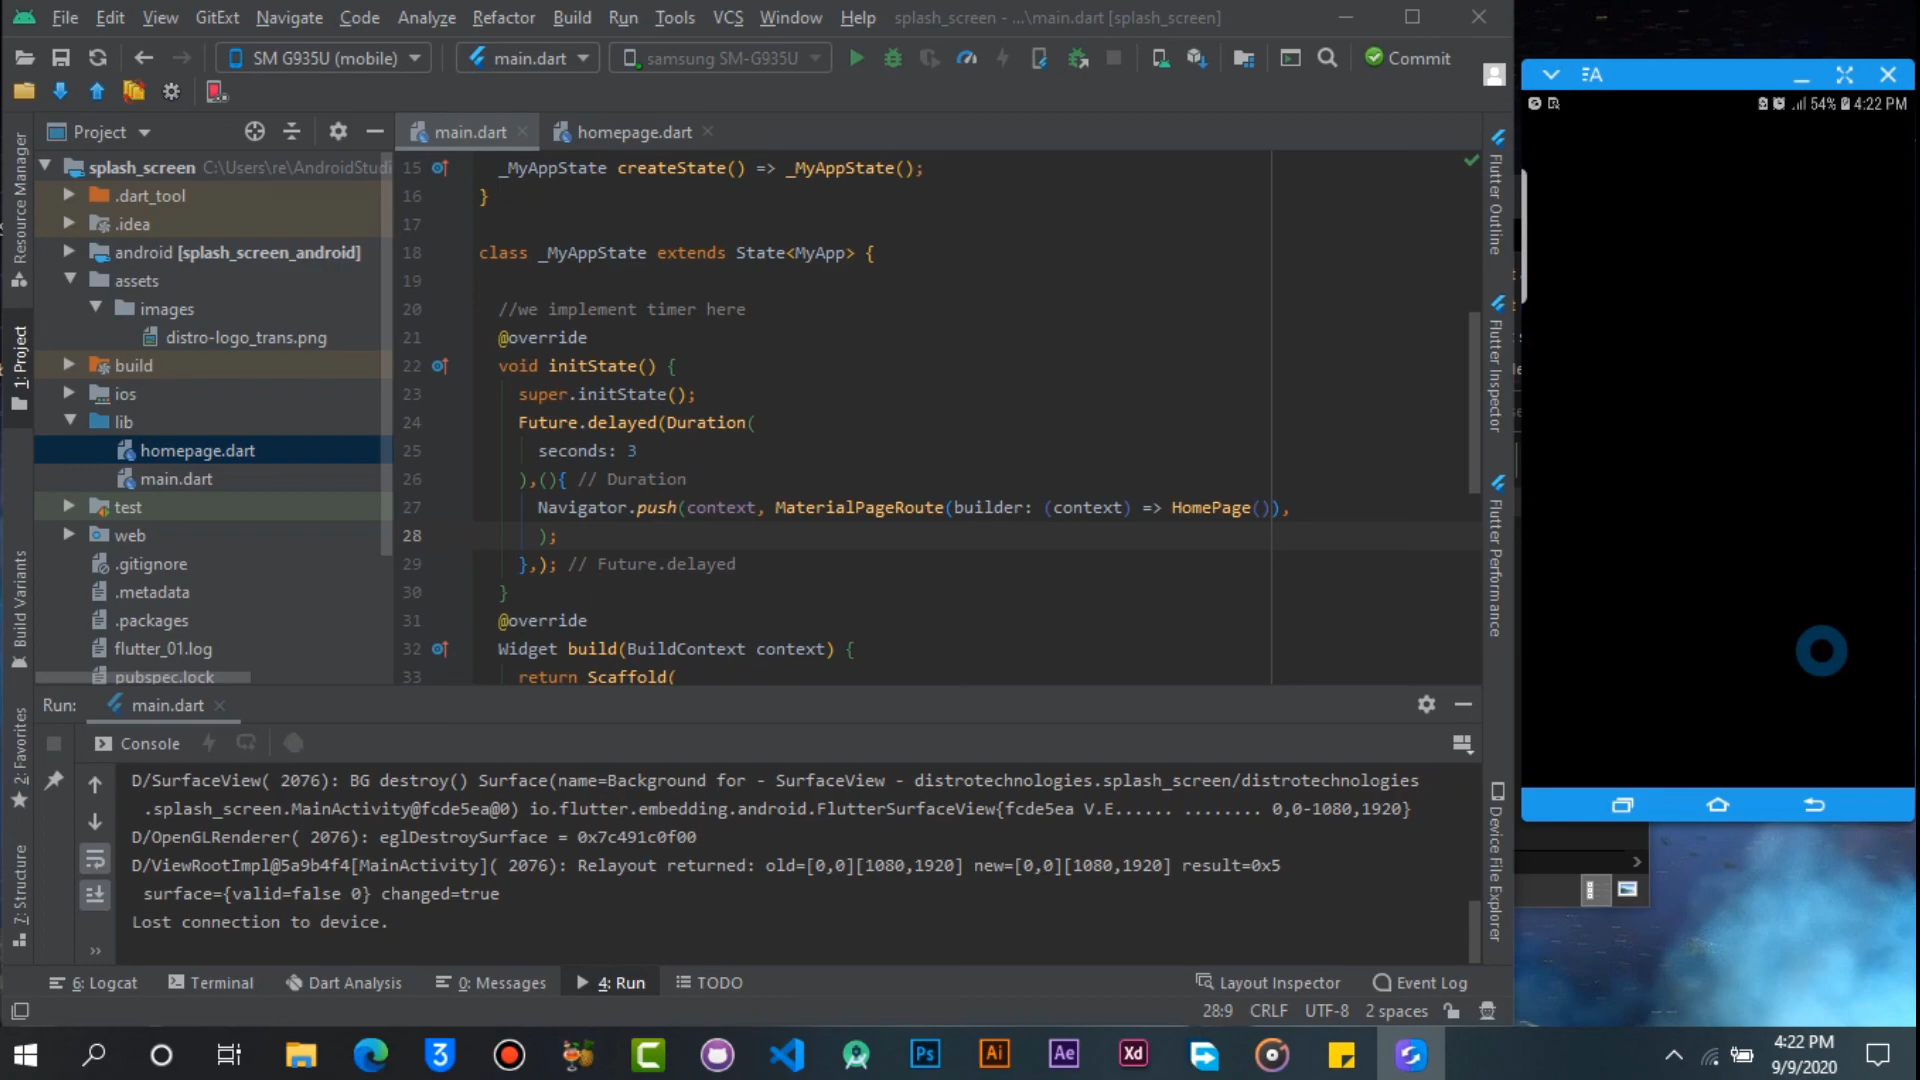 File Edit View GitExt Navigate Code Analyze Refactor Build Run Tools VCS Window Help splash_screen - ...\main.dart [splash_screen]
SM G935U (mobile) main.dart samsung SM-G935U Commit
Project main.dart homepage.dart
splash_screen C:\Users\re\AndroidStudi
.dart_tool
.idea
android [splash_screen_android]
assets
images
distro-logo_trans.png
build
ios
lib
homepage.dart
main.dart
test
web
.gitignore
.metadata
.packages
flutter_01.log
pubspec.lock
Resource Manager
1: Project
Build Variants
2: Favorites
7: Structure
15 _MyAppState createState() => _MyAppState();
16 }
17
18 class _MyAppState extends State<MyApp> {
19
20 //we implement timer here
21 @override
22 void initState() {
23 super.initState();
24 Future.delayed(Duration(
25 seconds: 3
26 ),(){ // Duration
27 Navigator.push(context, MaterialPageRoute(builder: (context) => HomePage()),
28 );
29 },); // Future.delayed
30 }
31 @override
32 Widget build(BuildContext context) {
33 return Scaffold(
Flutter Outline
Flutter Inspector
Flutter Performance
Device File Explorer
54% 4:22 PM
Run: main.dart
Console
D/SurfaceView( 2076): BG destroy() Surface(name=Background for - SurfaceView - distrotechnologies.splash_screen/distrotechnologies
.splash_screen.MainActivity@fcde5ea@0) io.flutter.embedding.android.FlutterSurfaceView{fcde5ea V.E...... ........ 0,0-1080,1920}
D/OpenGLRenderer( 2076): eglDestroySurface = 0x7c491c0f00
D/ViewRootImpl@5a9b4f4[MainActivity]( 2076): Relayout returned: old=[0,0][1080,1920] new=[0,0][1080,1920] result=0x5
surface={valid=false 0} changed=true
Lost connection to device.
6: Logcat Terminal Dart Analysis 0: Messages 4: Run TODO Layout Inspector Event Log
28:9 CRLF UTF-8 2 spaces
3 Ps Ai Ae Xd
4:22 PM
9/9/2020